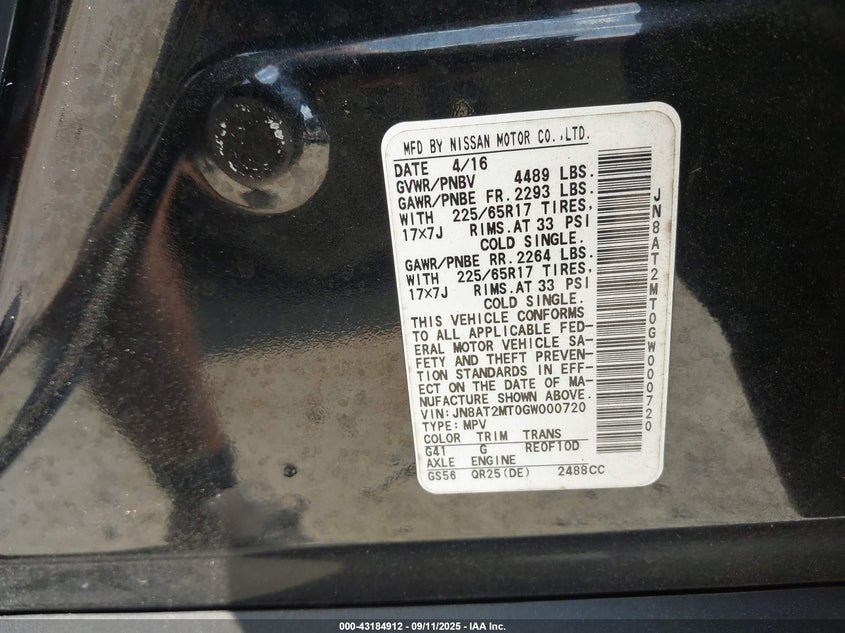 MFD BY NISSAN MOTOR CO.,LTD.
DATE 4/16
GVWR/PNBV 4489 LBS.
GAWR/PNBE FR. 2293 LBS.
WITH 225/65R17 TIRES,
17×7J RIMS.AT 33 PSI
COLD SINGLE.
GAWR/PNBE RR. 2264 LBS.
WITH 225/65R17 TIRES,
17×7J RIMS.AT 33 PSI
COLD SINGLE.
THIS VEHICLE CONFORMS
TO ALL APPLICABLE FED-
ERAL MOTOR VEHICLE SA-
FETY AND THEFT PREVEN-
TION STANDARDS IN EFF-
ECT ON THE DATE OF MA-
NUFACTURE SHOWN ABOVE.
VIN: JN8AT2MT0GW000720
TYPE: MPV
COLOR TRIM TRANS
G41 G RE0F10D
AXLE ENGINE
GS56 QR25(DE) 2488CC
JN8AT2MT0GW000720
000-43184912 - 09/11/2025 - IAA Inc.